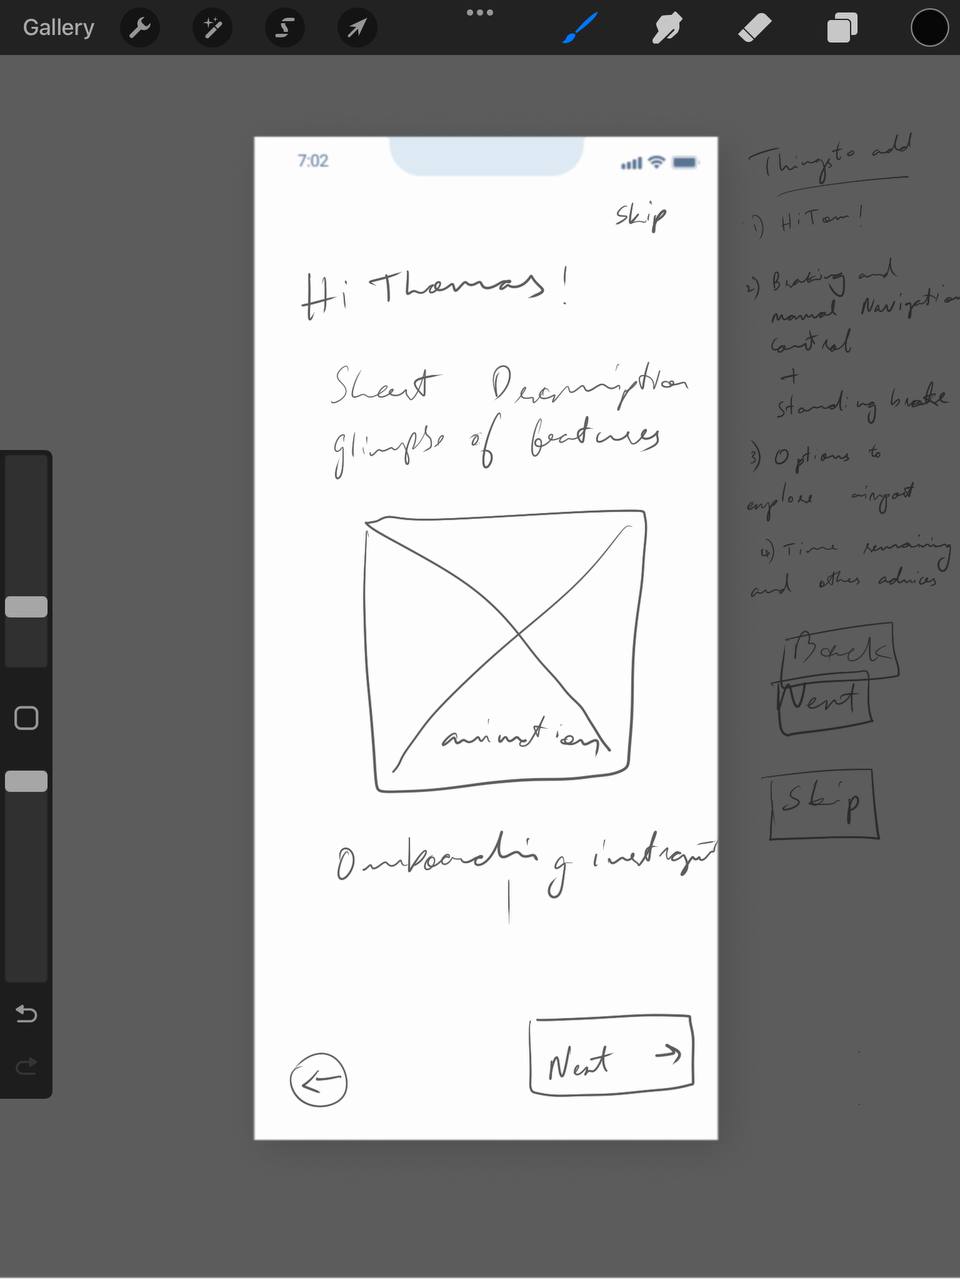 Gallery
7:02
Skip
Hi Thomas!
Short Description
glimpse of features
animation
Onboarding
Next →
←
Things to add
1) Hi Tom!
2) Braking and
manual Navigation
control
+
standing brake
3) Options to
explore airport
4) Time remaining
and other advices
Back
Next
Skip